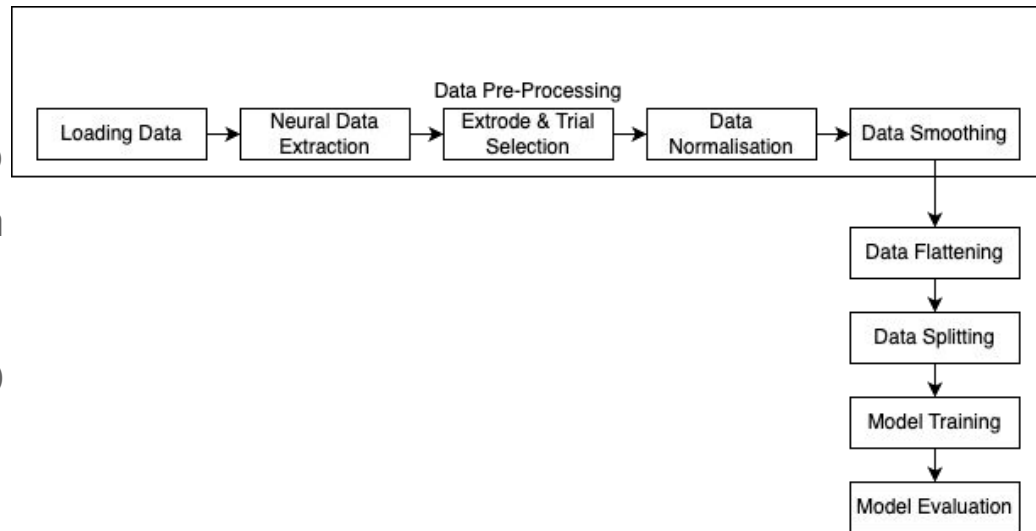 Data Pre-Processing
Loading Data
Neural Data
Extraction
Extrode & Trial
Selection
Data
Normalisation
Data Smoothing
Data Flattening
Data Splitting
Model Training
Model Evaluation